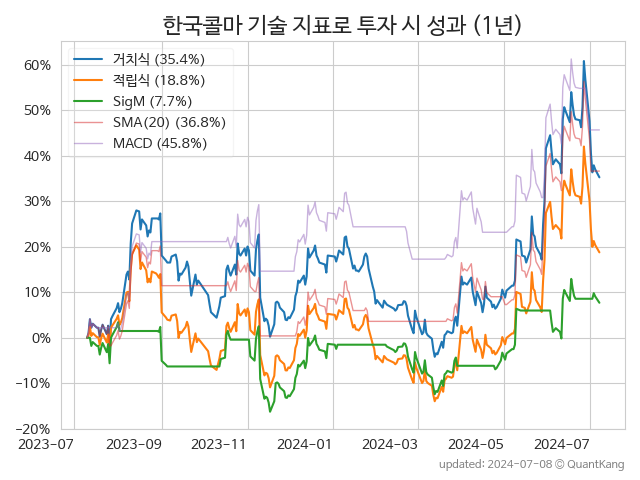 한국콜마 기술 지표로 투자 시 성과 (1년)
거치식 (35.4%)
적립식 (18.8%)
SigM (7.7%)
SMA(20) (36.8%)
MACD (45.8%)
60%
50%
40%
30%
20%
10%
0%
−10%
−20%
2023-07 2023-09 2023-11 2024-01 2024-03 2024-05 2024-07
updated: 2024-07-08 © QuantKang